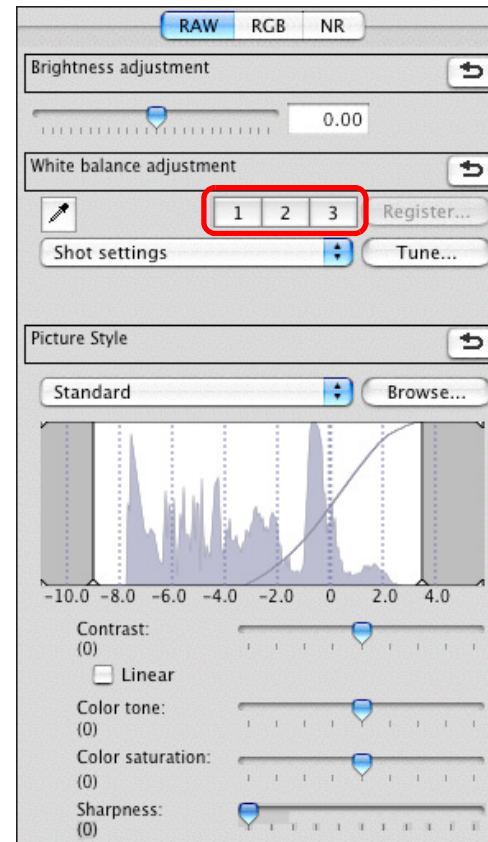 RAW RGB NR
Brightness adjustment
0.00
White balance adjustment
1 2 3 Register...
Shot settings Tune...
Picture Style
Standard Browse...
-10.0 -8.0 -6.0 -4.0 -2.0 0 2.0 4.0
Contrast:
(0)
Linear
Color tone:
(0)
Color saturation:
(0)
Sharpness:
(0)